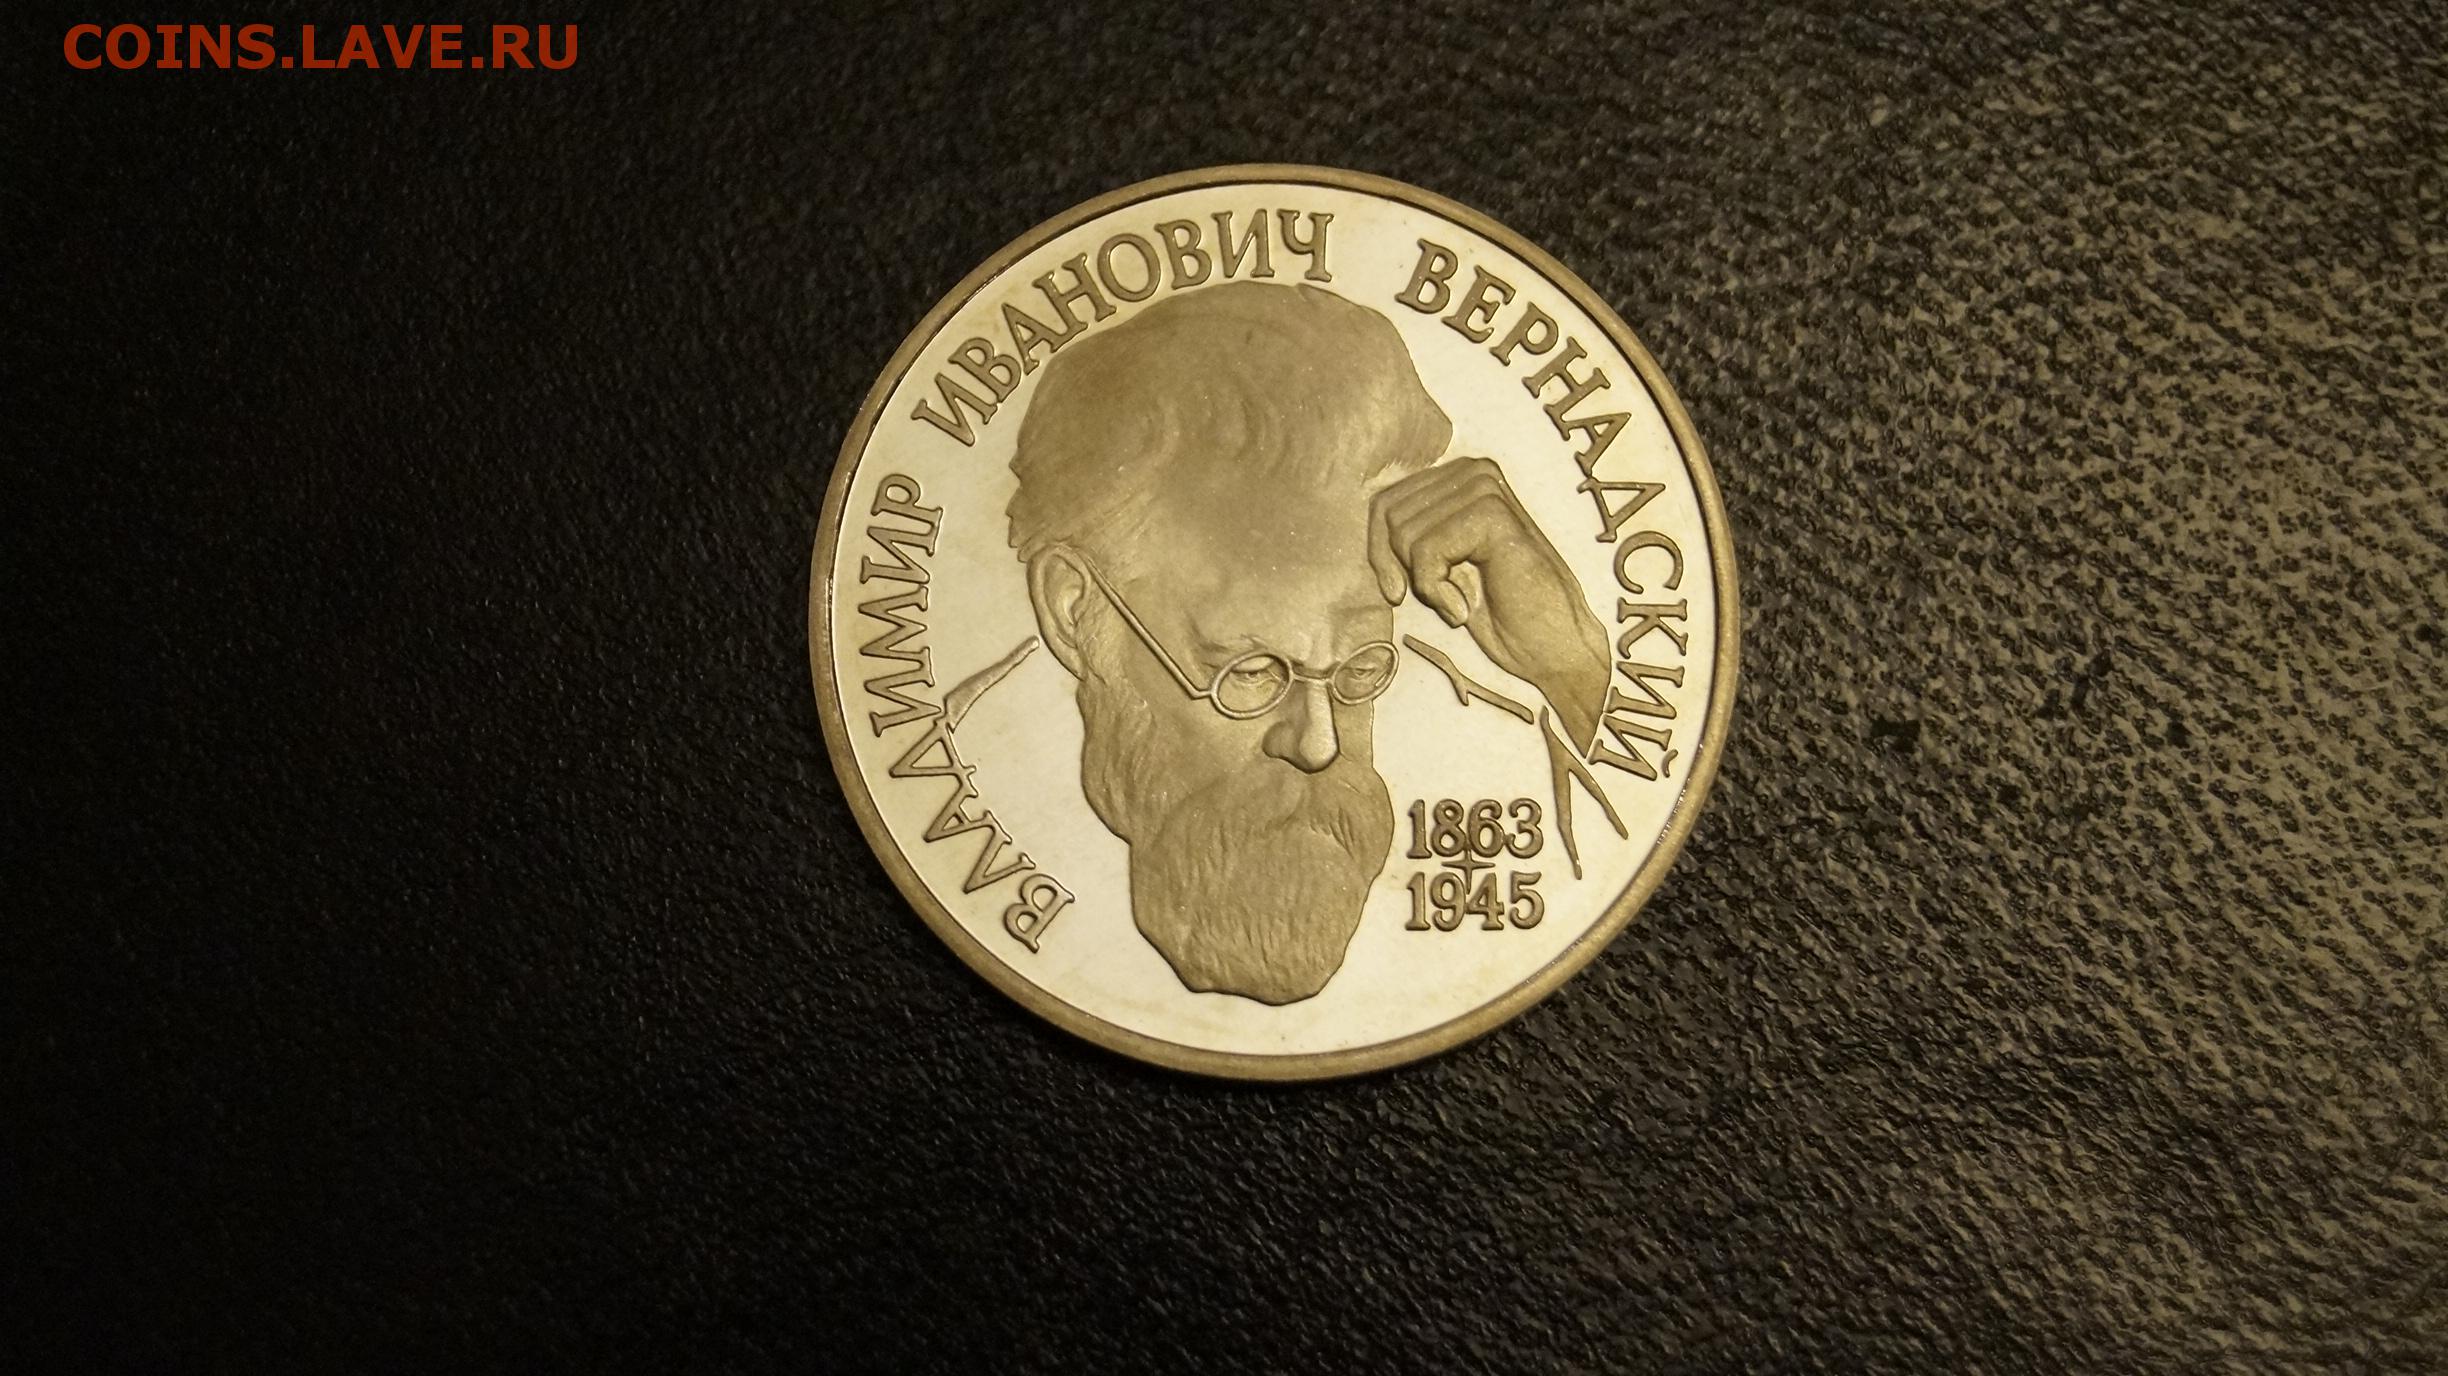 COINS.LAVE.RU
ВЛАДИМИР ИВАНОВИЧ ВЕРНАДСКИЙ
1863
1945